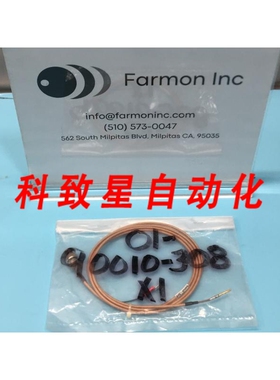 Farmon Inc
info@farmoninc.com
(510) 573-0047
562 South Milpitas Blvd, Milpitas CA, 95035
科致星自动化
01-
90010-308
X1